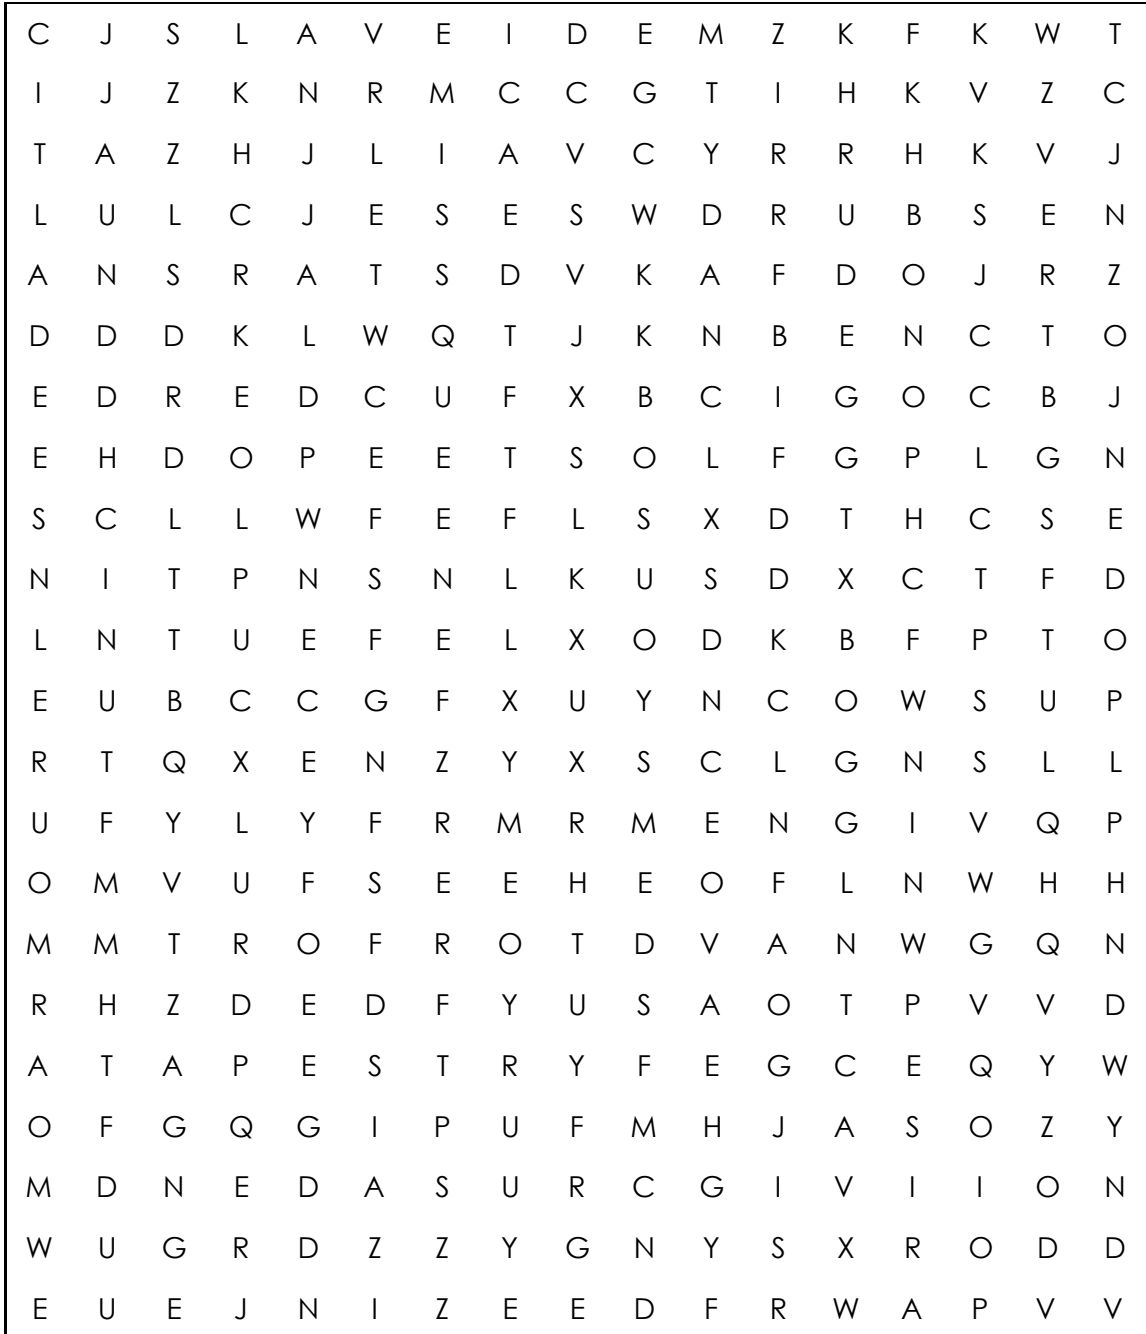 C J S L A V E I D E M Z K F K W T
I J Z K N R M C C G T I H K V Z C
T A Z H J L I A V C Y R R H K V J
L U L C J E S E S W D R U B S E N
A N S R A T S D V K A F D O J R Z
D D D K L W Q T J K N B E N C T O
E D R E D C U F X B C I G O C B J
E H D O P E E T S O L F G P L G N
S C L L W F E F L S X D T H C S E
N I T P N S N L K U S D X C T F D
L N T U E F E L X O D K B F P T O
E U B C C G F X U Y N C O W S U P
R T Q X E N Z Y X S C L G N S L L
U F Y L Y F R M R M E N G I V Q P
O M V U F S E E H E O F L N W H H
M M T R O F R O T D V A N W G Q N
R H Z D E D F Y U S A O T P V V D
A T A P E S T R Y F E G C E Q Y W
O F G Q G I P U F M H J A S O Z Y
M D N E D A S U R C G I V I I O N
W U G R D Z Z Y G N Y S X R O D D
E U E J N I Z E E D F R W A P V V